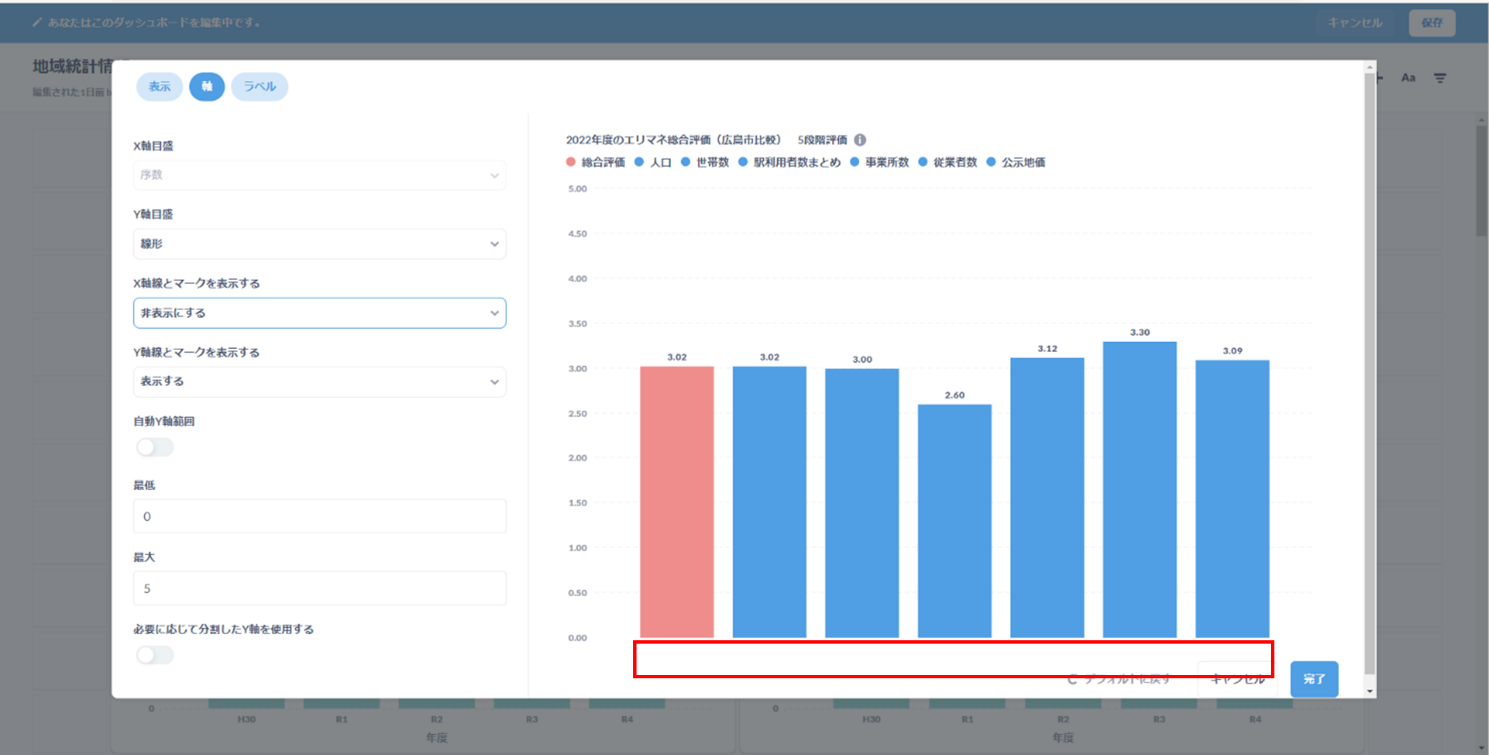 あなたはこのダッシュボードを編集中です。
キャンセル
保存
地域統計情
編集された1日前
Aa
表示
軸
ラベル
X軸目盛
序数
Y軸目盛
線形
X軸線とマークを表示する
非表示にする
Y軸線とマークを表示する
表示する
自動Y軸範囲
最低
0
最大
5
必要に応じて分割したY軸を使用する
2022年度のエリマネ総合評価（広島市比較） 5段階評価
総合評価 人口 世帯数 駅利用者数まとめ 事業所数 従業者数 公示地価
5.00
4.50
4.00
3.50
3.00
2.50
2.00
1.50
1.00
0.50
0.00
3.02 3.02 3.00 2.60 3.12 3.30 3.09
デフォルトに戻す
キャンセル
完了
0 0
H30 R1 R2 R3 R4 H30 R1 R2 R3 R4
年度 年度